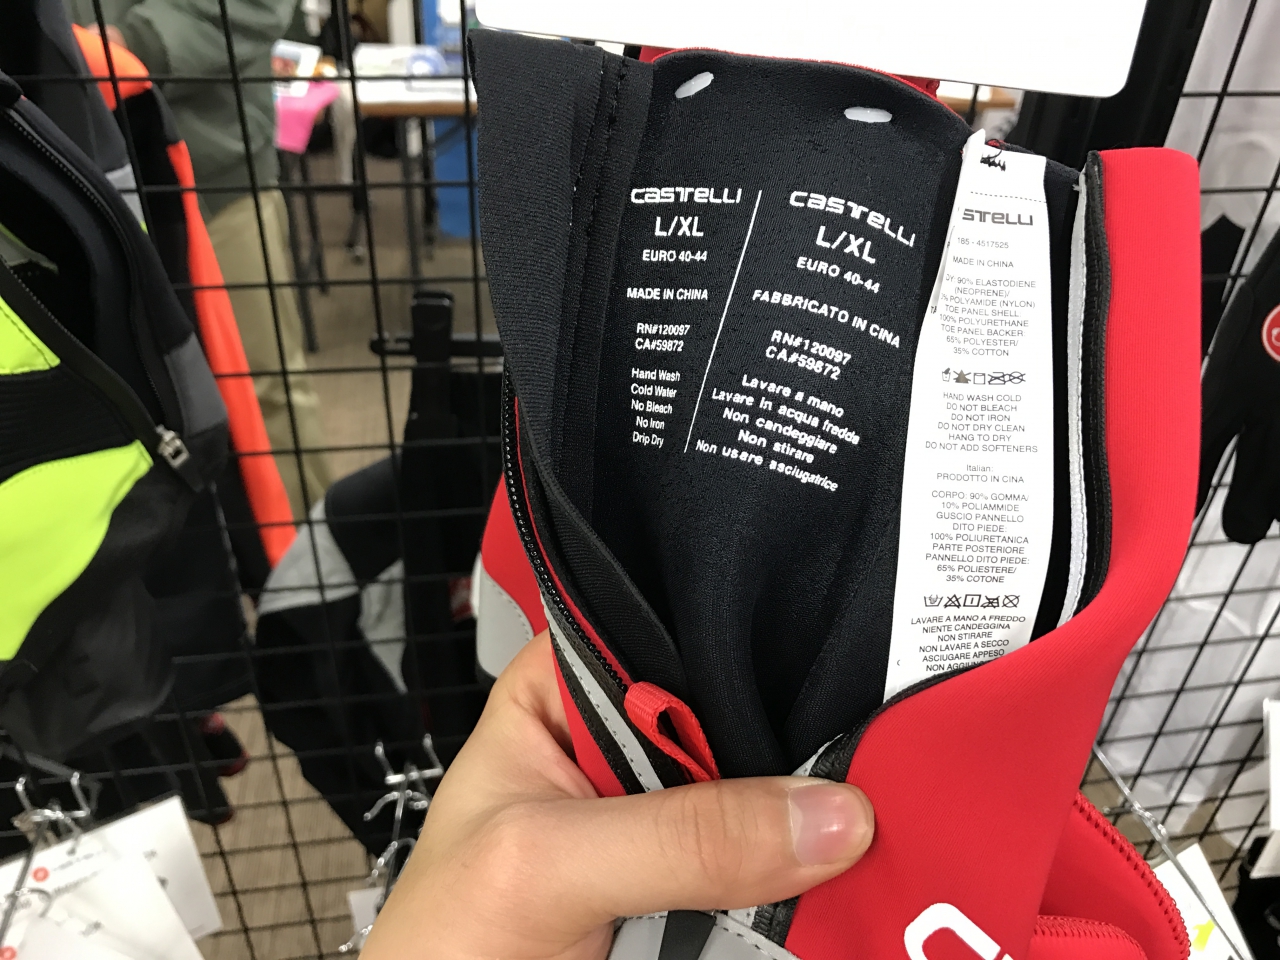 CASTELLI
L/XL
EURO 40-44
MADE IN CHINA
RN#120097
CA#59872
Hand Wash
Cold Water
No Bleach
No Iron
Drip Dry
CASTELLI
L/XL
EURO 40-44
FABBRICATO IN CINA
RN#120097
CA#59872
Lavare a mano
Lavare in acqua fredda
Non candeggiare
Non stirare
Non usare asciugatrice
STELLI
185 - 4517525
MADE IN CHINA
DY: 90% ELASTODIENE
(NEOPRENE)/
% POLYAMIDE (NYLON)
TOE PANEL SHELL
100% POLYURETHANE
TOE PANEL BACKER
65% POLYESTER/
35% COTTON
HAND WASH COLD
DO NOT BLEACH
DO NOT IRON
DO NOT DRY CLEAN
HANG TO DRY
DO NOT ADD SOFTENERS
Italian:
PRODOTTO IN CINA
CORPO: 90% GOMMA/
10% POLIAMMIDE
GUSCIO PANNELLO
DITO PIEDE:
100% POLIURETANICA
PARTE POSTERIORE
PANNELLO DITO PIEDE:
65% POLIESTERE/
35% COTONE
LAVARE A MANO A FREDDO
NIENTE CANDEGGINA
NON STIRARE
NON LAVARE A SECCO
ASCIUGARE APPESO
NON AGGIUN